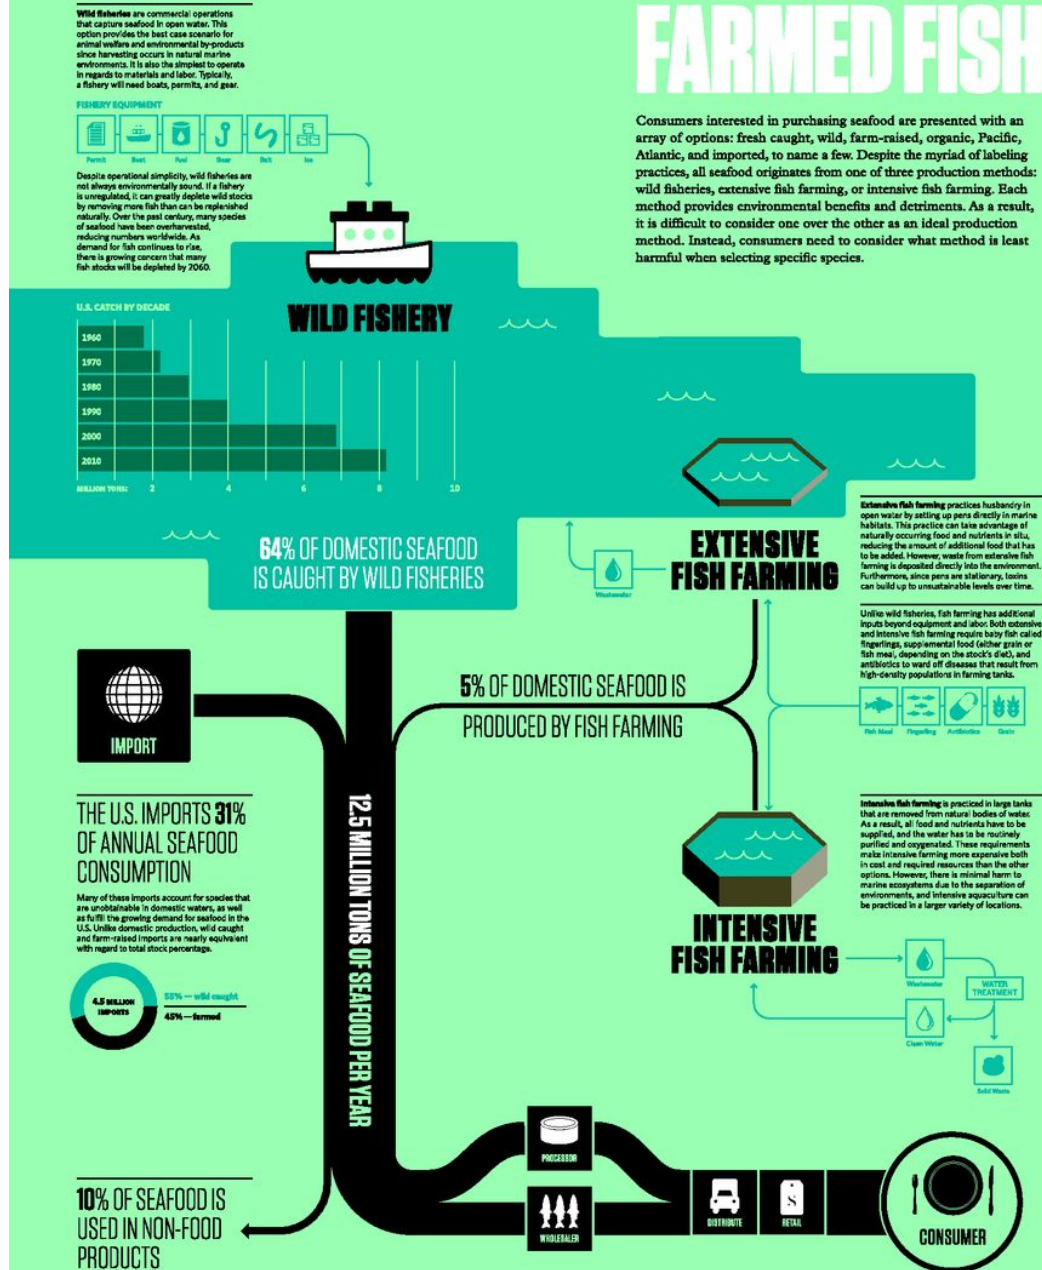 Wild fisheries are commercial operations
that capture seafood in open water. This
option provides the best case scenario for
animal welfare and environmental by-products
since harvesting occurs in natural marine
environments. It is also the simplest to operate
in regards to materials and labor. Typically,
a fishery will need boats, permits, and gear.
FISHERY EQUIPMENT
Permit Boat Fuel Gear Bait Ice
Despite operational simplicity, wild fisheries are
not always environmentally sound. If a fishery
is unregulated, it can greatly deplete wild stocks
by removing more fish than can be replenished
naturally. Over the past century, many species
of seafood have been overharvested,
reducing numbers worldwide. As
demand for fish continues to rise,
there is growing concern that many
fish stocks will be depleted by 2060.
FARMED FISH
Consumers interested in purchasing seafood are presented with an
array of options: fresh caught, wild, farm-raised, organic, Pacific,
Atlantic, and imported, to name a few. Despite the myriad of labeling
practices, all seafood originates from one of three production methods:
wild fisheries, extensive fish farming, or intensive fish farming. Each
method provides environmental benefits and detriments. As a result,
it is difficult to consider one over the other as an ideal production
method. Instead, consumers need to consider what method is least
harmful when selecting specific species.
WILD FISHERY
U.S. CATCH BY DECADE
1960
1970
1980
1990
2000
2010
MILLION TONS: 2 4 6 8 10
64% OF DOMESTIC SEAFOOD
IS CAUGHT BY WILD FISHERIES
Wastewater
EXTENSIVE
FISH FARMING
Extensive fish farming practices husbandry in
open water by setting up pens directly in marine
habitats. This practice can take advantage of
naturally occurring food and nutrients in situ,
reducing the amount of additional food that has
to be added. However, waste from extensive fish
farming is deposited directly into the environment.
Furthermore, since pens are stationary, toxins
can build up to unsustainable levels over time.
Unlike wild fisheries, fish farming has additional
inputs beyond equipment and labor. Both extensive
and intensive fish farming require baby fish called
fingerlings, supplemental food (either grain or
fish meal, depending on the stock's diet), and
antibiotics to ward off diseases that result from
high-density populations in farming tanks.
Fish Meal Fingerling Antibiotics Grain
5% OF DOMESTIC SEAFOOD IS
PRODUCED BY FISH FARMING
IMPORT
THE U.S. IMPORTS 31%
OF ANNUAL SEAFOOD
CONSUMPTION
Many of these imports account for species that
are unobtainable in domestic waters, as well
as fulfill the growing demand for seafood in the
U.S. Unlike domestic production, wild caught
and farm-raised imports are nearly equivalent
with regard to total stock percentage.
4.5 MILLION
IMPORTS
55% — wild caught
45% — farmed
12.5 MILLION TONS OF SEAFOOD PER YEAR
Intensive fish farming is practiced in large tanks
that are removed from natural bodies of water.
As a result, all food and nutrients have to be
supplied, and the water has to be routinely
purified and oxygenated. These requirements
make intensive farming more expensive both
in cost and required resources than the other
options. However, there is minimal harm to
marine ecosystems due to the separation of
environments, and intensive aquaculture can
be practiced in a larger variety of locations.
INTENSIVE
FISH FARMING
Wastewater
WATER
TREATMENT
Clean Water
Solid Waste
10% OF SEAFOOD IS
USED IN NON-FOOD
PRODUCTS
PROCESSOR
WHOLESALER
DISTRIBUTE
S
RETAIL
CONSUMER